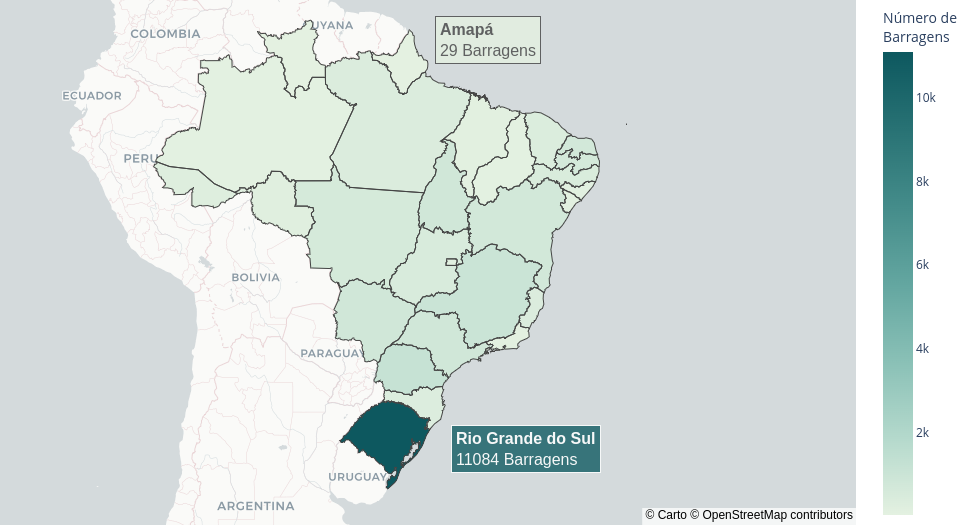 COLOMBIA
UYANA
Amapá
29 Barragens
ECUADOR
PERU
BOLIVIA
PARAGUAY
Rio Grande do Sul
11084 Barragens
URUGUAY
ARGENTINA
© Carto © OpenStreetMap contributors
Número de
Barragens
10k
8k
6k
4k
2k